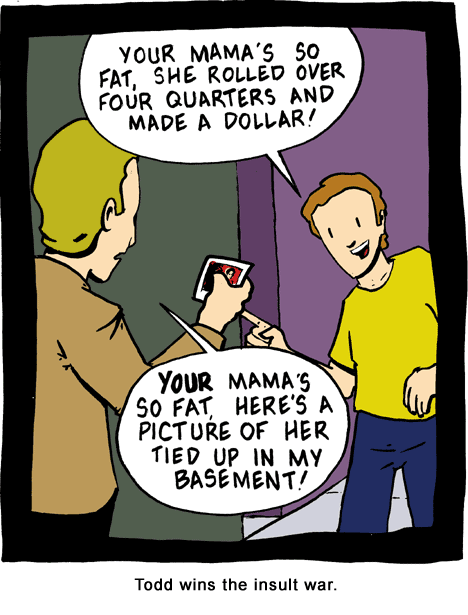 YOUR MAMA'S SO
FAT, SHE ROLLED OVER
FOUR QUARTERS AND
MADE A DOLLAR!
YOUR MAMA'S
SO FAT, HERE'S A
PICTURE OF HER
TIED UP IN MY
BASEMENT!
Todd wins the insult war.